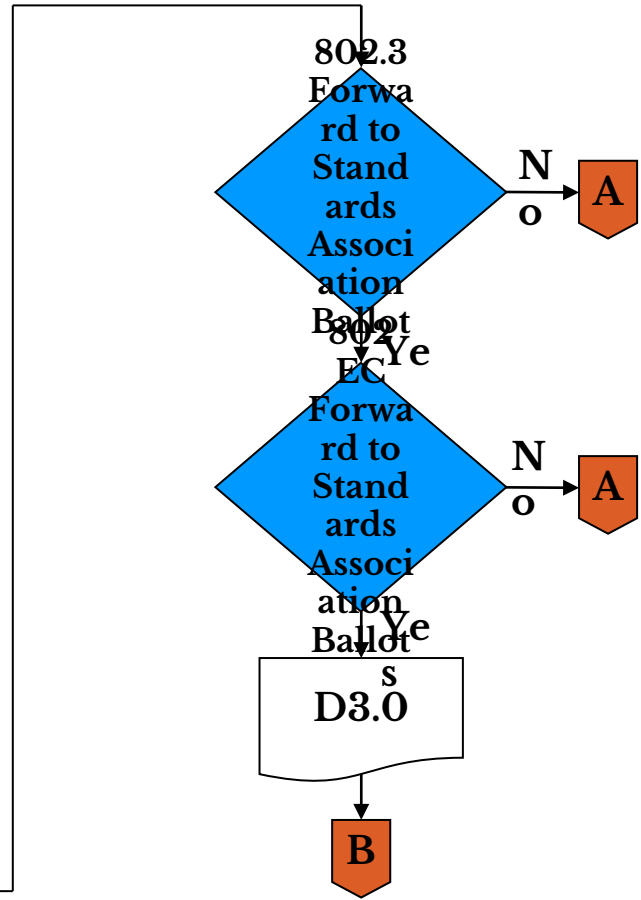 802.3
Forwa
rd to
Stand
ards
Associ
ation
Ballot
N
o
A
Ye
802
EC
Forwa
rd to
Stand
ards
Associ
ation
Ballot
N
o
A
Ye
s
D3.0
B